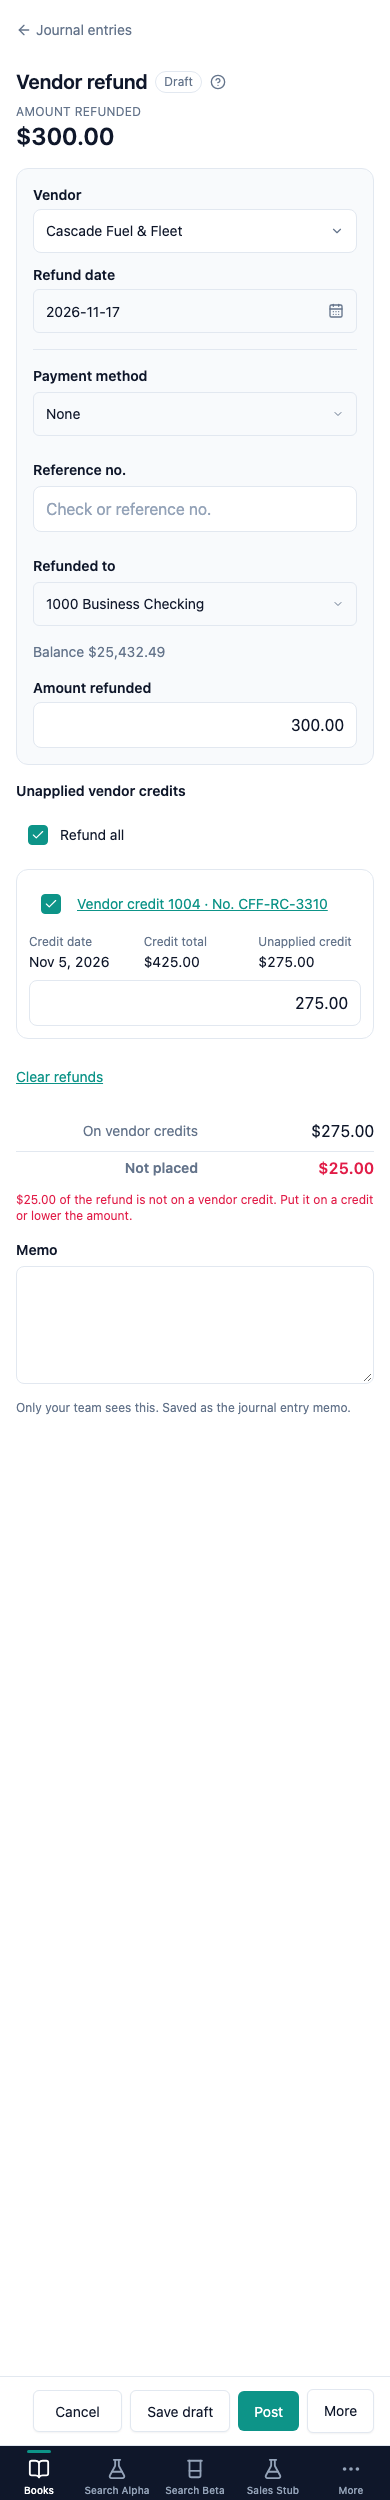 Journal entries
Vendor refund Draft
AMOUNT REFUNDED
$300.00
Vendor
Cascade Fuel & Fleet
Refund date
2026-11-17
Payment method
None
Reference no.
Check or reference no.
Refunded to
1000 Business Checking
Balance $25,432.49
Amount refunded
300.00
Unapplied vendor credits
Refund all
Vendor credit 1004 · No. CFF-RC-3310
Credit date Credit total Unapplied credit
Nov 5, 2026 $425.00 $275.00
275.00
Clear refunds
On vendor credits $275.00
Not placed $25.00
$25.00 of the refund is not on a vendor credit. Put it on a credit
or lower the amount.
Memo
Only your team sees this. Saved as the journal entry memo.
Cancel Save draft Post More
Books Search Alpha Search Beta Sales Stub More